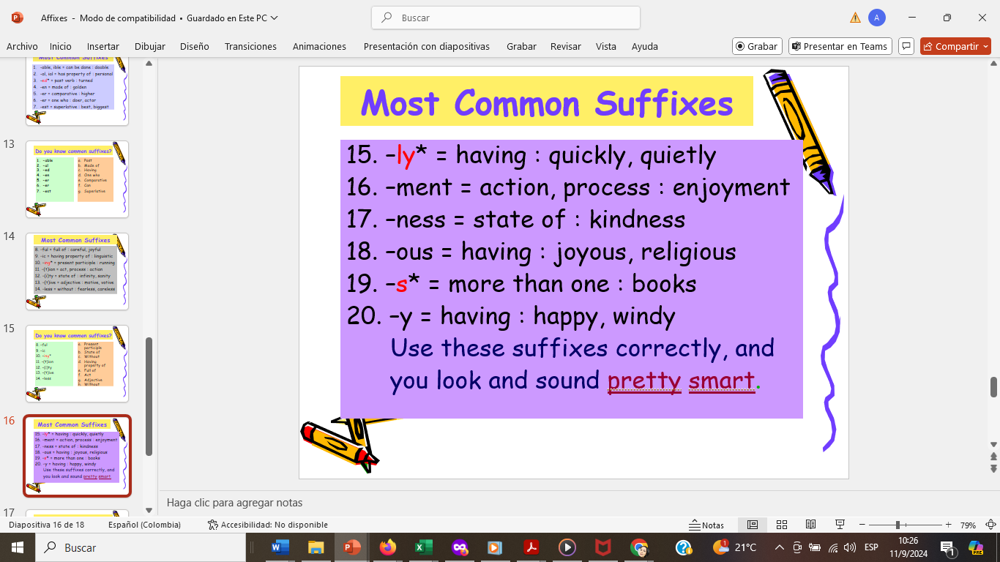 Affixes - Modo de compatibilidad • Guardado en Este PC
Buscar
A
Archivo Inicio Insertar Dibujar Diseño Transiciones Animaciones Presentación con diapositivas Grabar Revisar Vista Ayuda
Grabar
Presentar en Teams
Compartir
Most Common Suffixes
1. -able, ible = can be done : doable
2. -al, ial = has property of : personal
3. -ed* = past verb : turned
4. -en = made of : golden
5. -er = comparative : higher
6. -er = one who : doer, actor
7. -est = superlative : best, biggest
13
Do you know common suffixes?
1. -able
2. -al
3. -ed
4. -en
5. -er
6. -er
7. -est
a. Past
b. Made of
c. Having
d. One who
e. Comparative
f. Can
g. Superlative
14
Most Common Suffixes
8. -ful = full of : careful, joyful
9. -ic = having property of : linguistic
10. -ing* = present participle : running
11. -(t)ion = act, process : action
12. -(i)ty = state of : infinity, sanity
13. -(t)ive = adjective : motive, votive
14. -less = without : fearless, careless
15
Do you know common suffixes?
8. -ful
9. -ic
10. -ing*
11. -(t)ion
12. -(i)ty
13. -(t)ive
14. -less
a. Present
participle
b. State of
c. Without
d. Having
property of
e. Full of
f. Act
g. Adjective
h. Without
16
Most Common Suffixes
15. -ly* = having : quickly, quietly
16. -ment = action, process : enjoyment
17. -ness = state of : kindness
18. -ous = having : joyous, religious
19. -s* = more than one : books
20. -y = having : happy, windy
Use these suffixes correctly, and
you look and sound pretty smart.
17
Most Common Suffixes
15. -ly* = having : quickly, quietly
16. -ment = action, process : enjoyment
17. -ness = state of : kindness
18. -ous = having : joyous, religious
19. -s* = more than one : books
20. -y = having : happy, windy
Use these suffixes correctly, and
you look and sound pretty smart.
Haga clic para agregar notas
Diapositiva 16 de 18 Español (Colombia) Accesibilidad: No disponible
Notas
79%
Buscar
21°C
ESP
10:26
11/9/2024
1
1
PRE